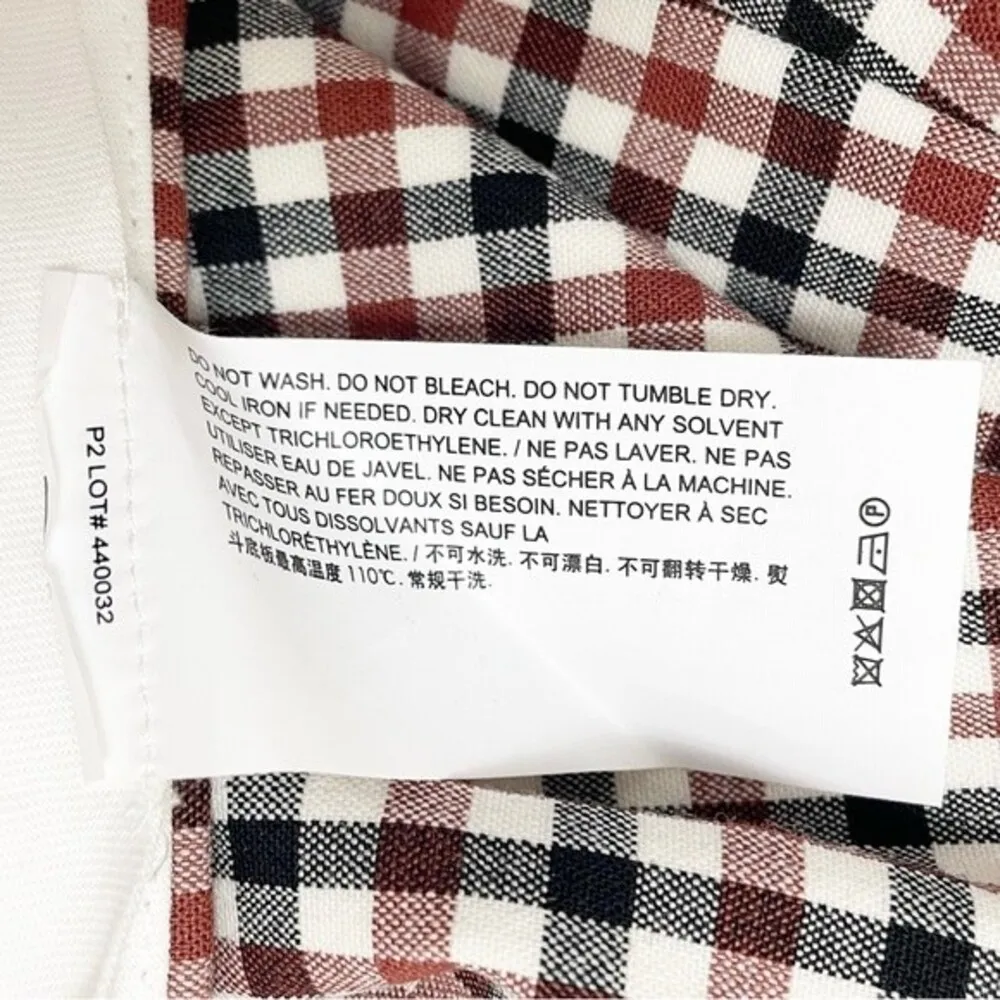 DO NOT WASH. DO NOT BLEACH. DO NOT TUMBLE DRY.
COOL IRON IF NEEDED. DRY CLEAN WITH ANY SOLVENT
EXCEPT TRICHLOROETHYLENE. / NE PAS LAVER. NE PAS
UTILISER EAU DE JAVEL. NE PAS SÉCHER À LA MACHINE.
REPASSER AU FER DOUX SI BESOIN. NETTOYER À SEC
AVEC TOUS DISSOLVANTS SAUF LA
TRICHLORÉTHYLÈNE. / 不可水洗. 不可漂白. 不可翻转干燥. 熨
斗底板最高温度 110℃. 常规干洗.
P2 LOT# 440032
P